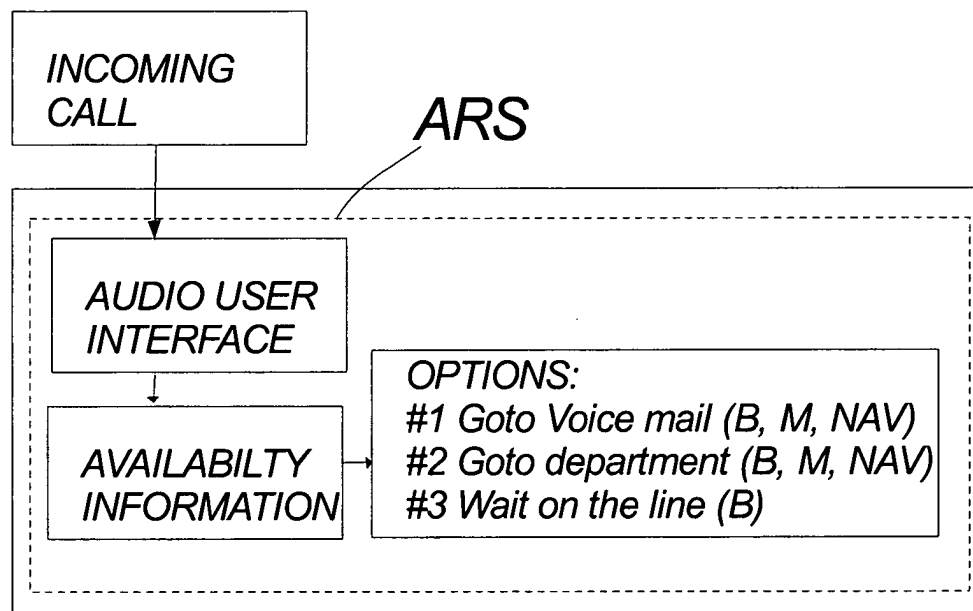 INCOMING
CALL
ARS
AUDIO USER
INTERFACE
OPTIONS:
#1 Goto Voice mail (B, M, NAV)
#2 Goto department (B, M, NAV)
#3 Wait on the line (B)
AVAILABILTY
INFORMATION